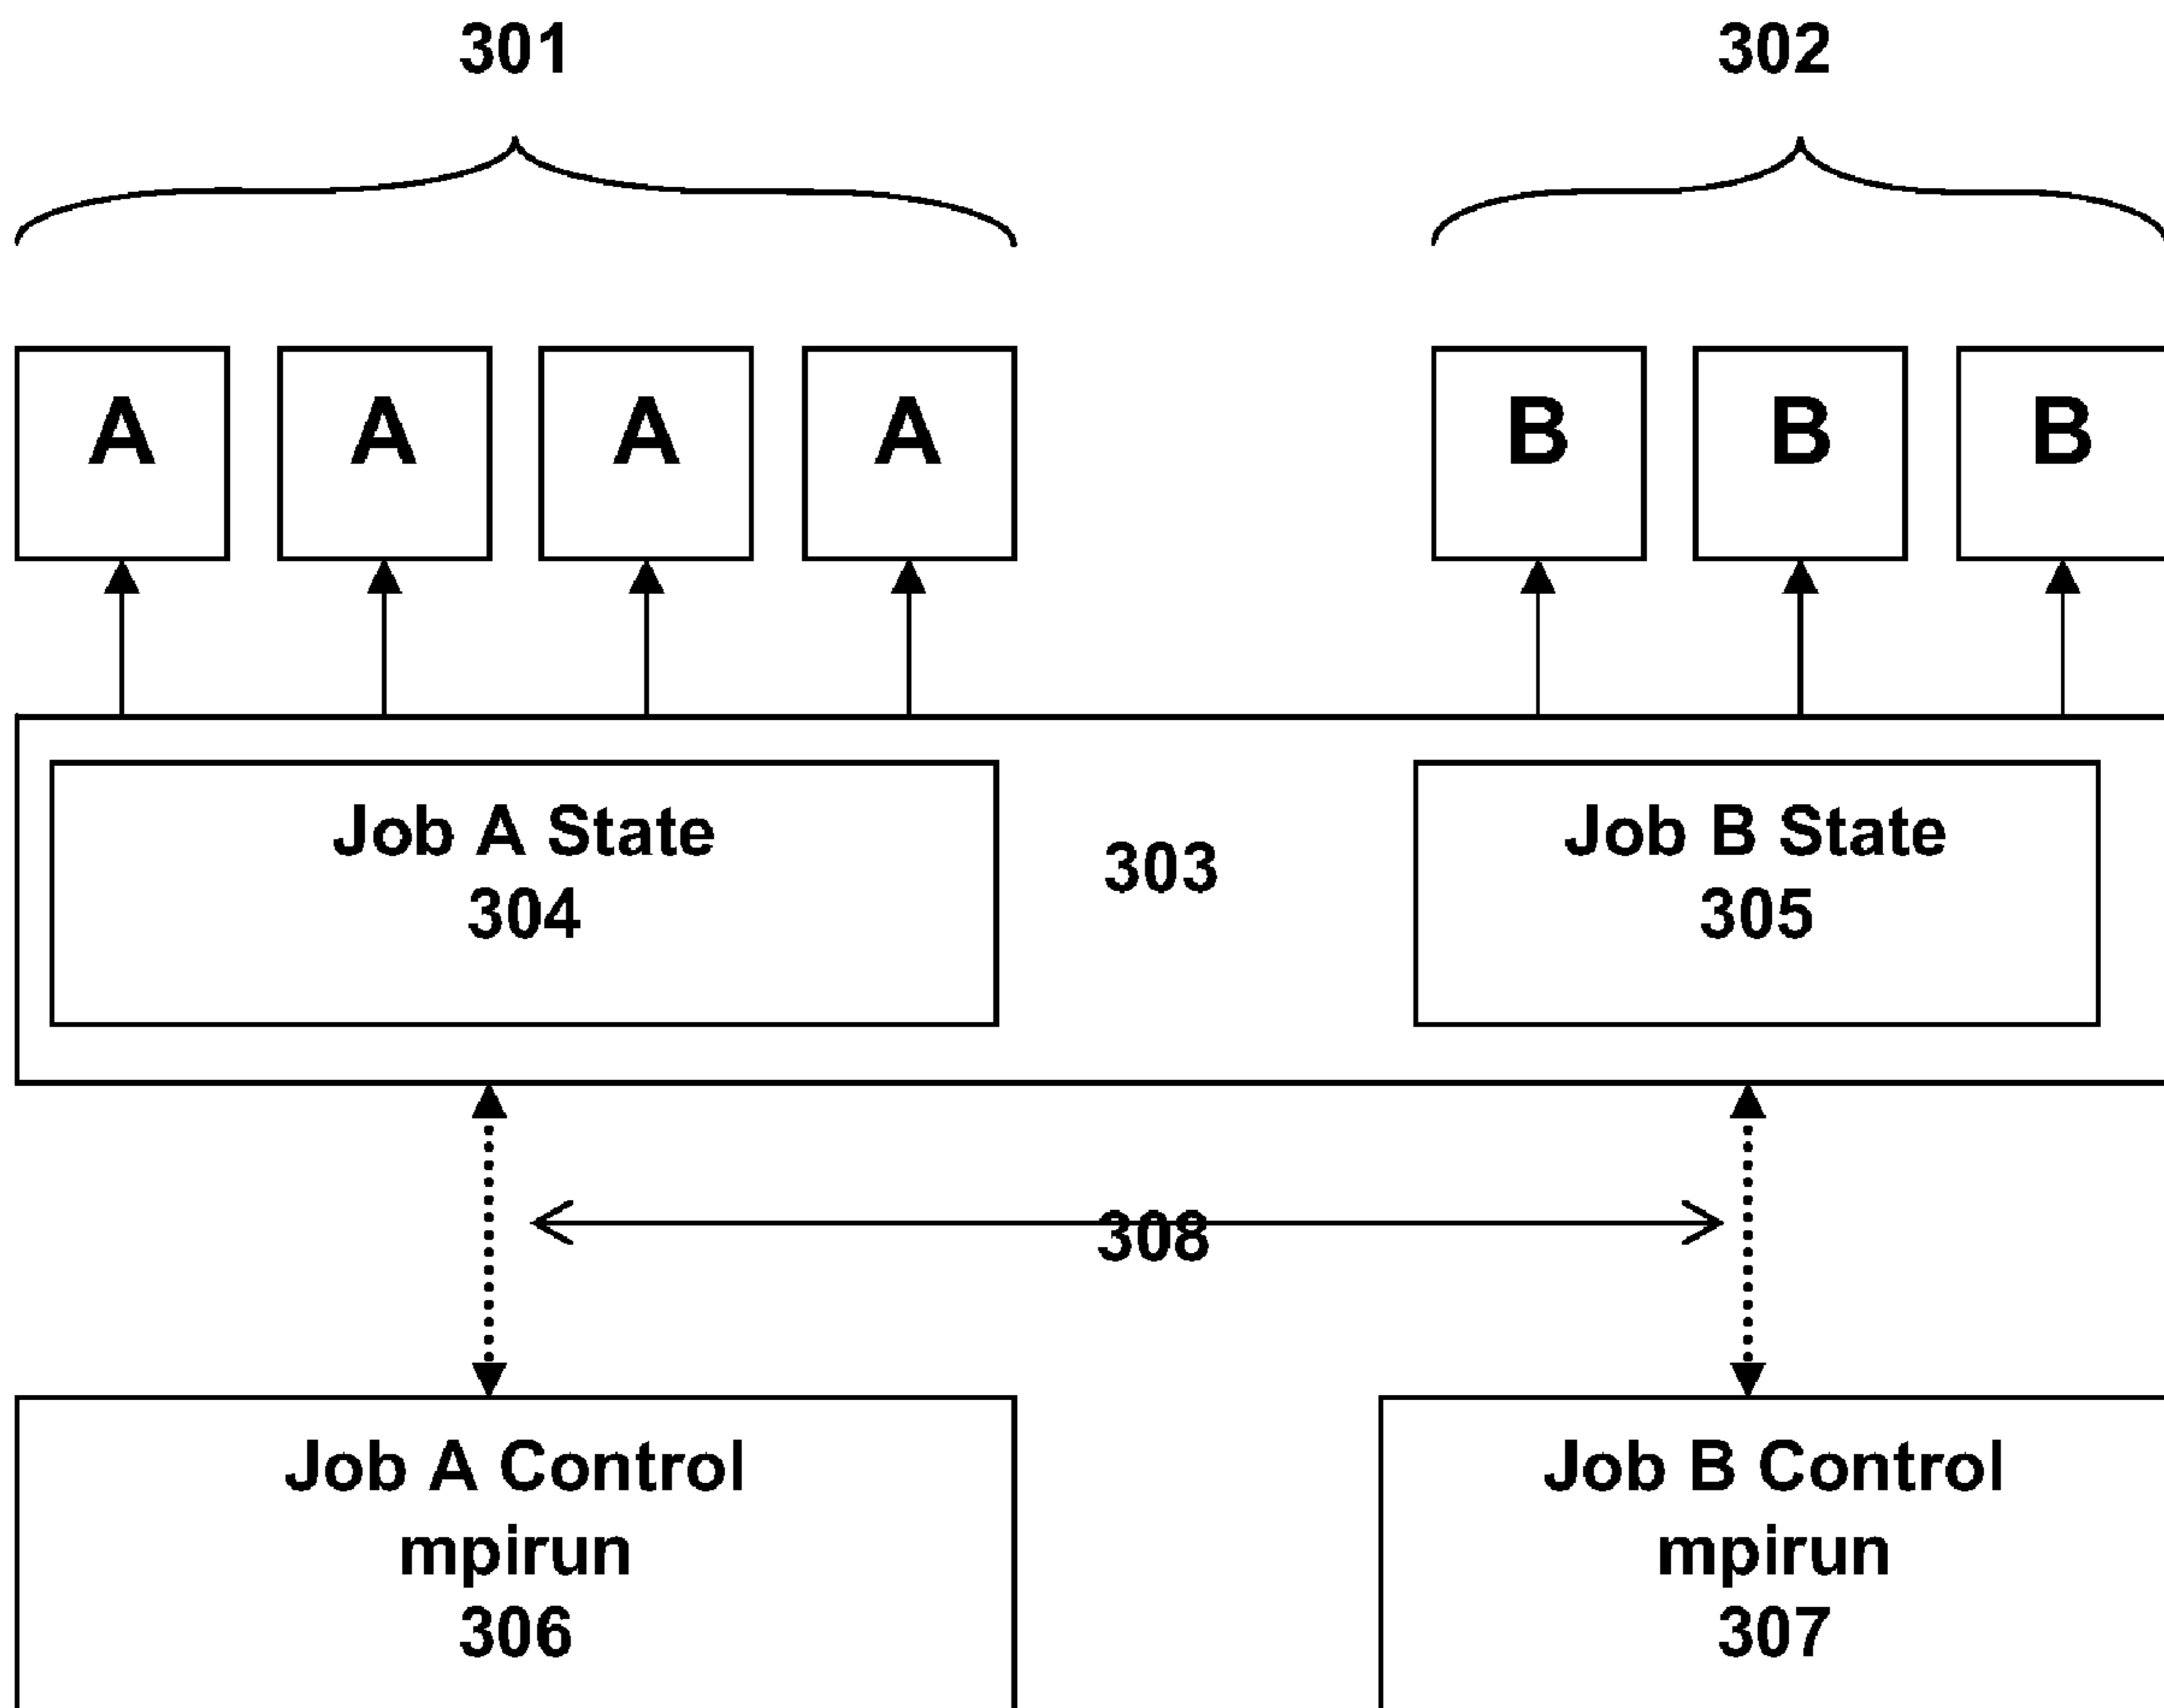 301
302
A A A A B B B
Job A State
304
303
Job B State
305
308
Job A Control
mpirun
306
Job B Control
mpirun
307